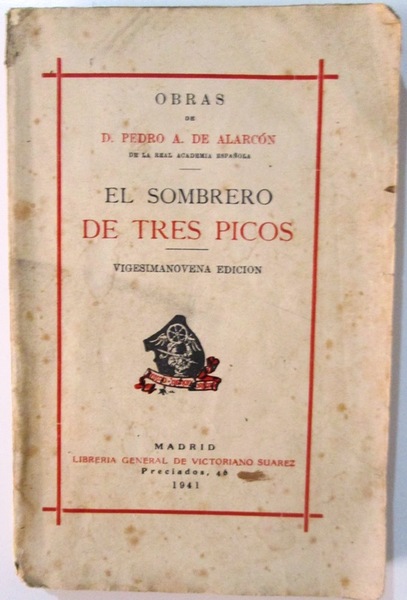 OBRAS
DE
D. PEDRO A. DE ALARCÓN
DE LA REAL ACADEMIA ESPAÑOLA
EL SOMBRERO
DE TRES PICOS
VIGESIMANOVENA EDICION
MADRID
LIBRERIA GENERAL DE VICTORIANO SUAREZ
Preciados, 46
1941